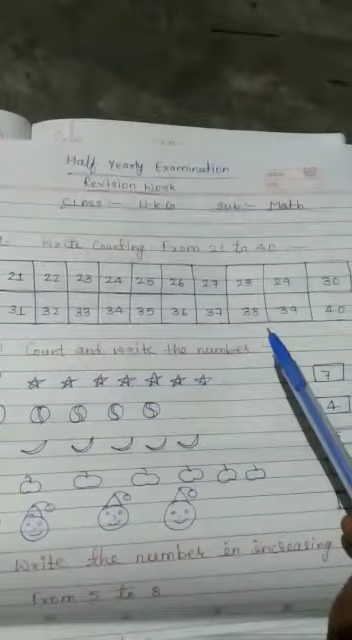 Half Yearly Examination
Revision Work
Class :- U.K.G Sub :- Math
Write Counting from 21 to 40
21 22 23 24 25 26 27 28 29 30
31 32 33 34 35 36 37 38 39 40
Count and write the number
7
4
Write the number in increasing
from 5 to 8